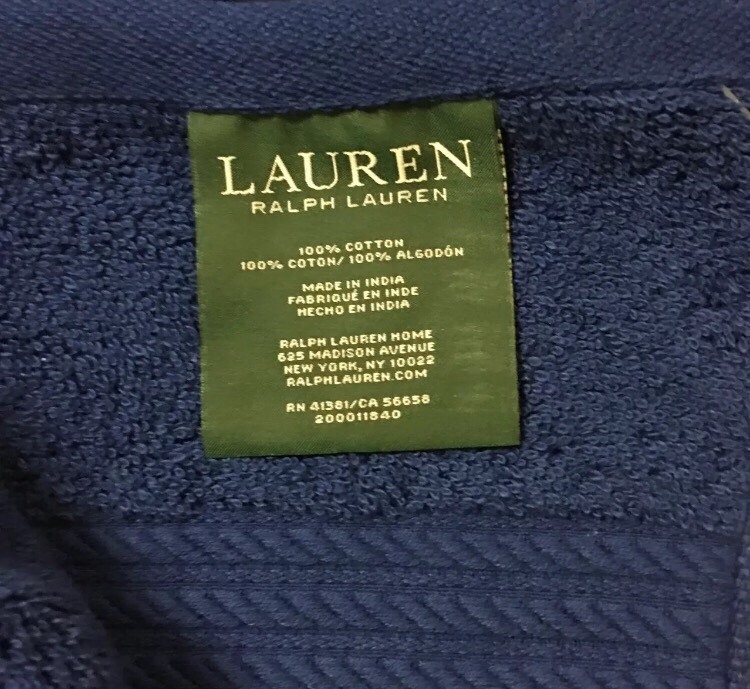 LAUREN
RALPH LAUREN
100% COTTON
100% COTON/ 100% ALGODÓN
MADE IN INDIA
FABRIQUÉ EN INDE
HECHO EN INDIA
RALPH LAUREN HOME
625 MADISON AVENUE
NEW YORK, NY 10022
RALPHLAUREN.COM
RN 41381/CA 56658
200011840